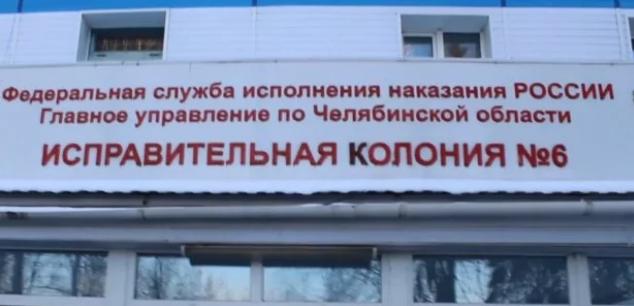 Федеральная служба исполнения наказания РОССИИ
Главное управление по Челябинской области
ИСПРАВИТЕЛЬНАЯ КОЛОНИЯ №6